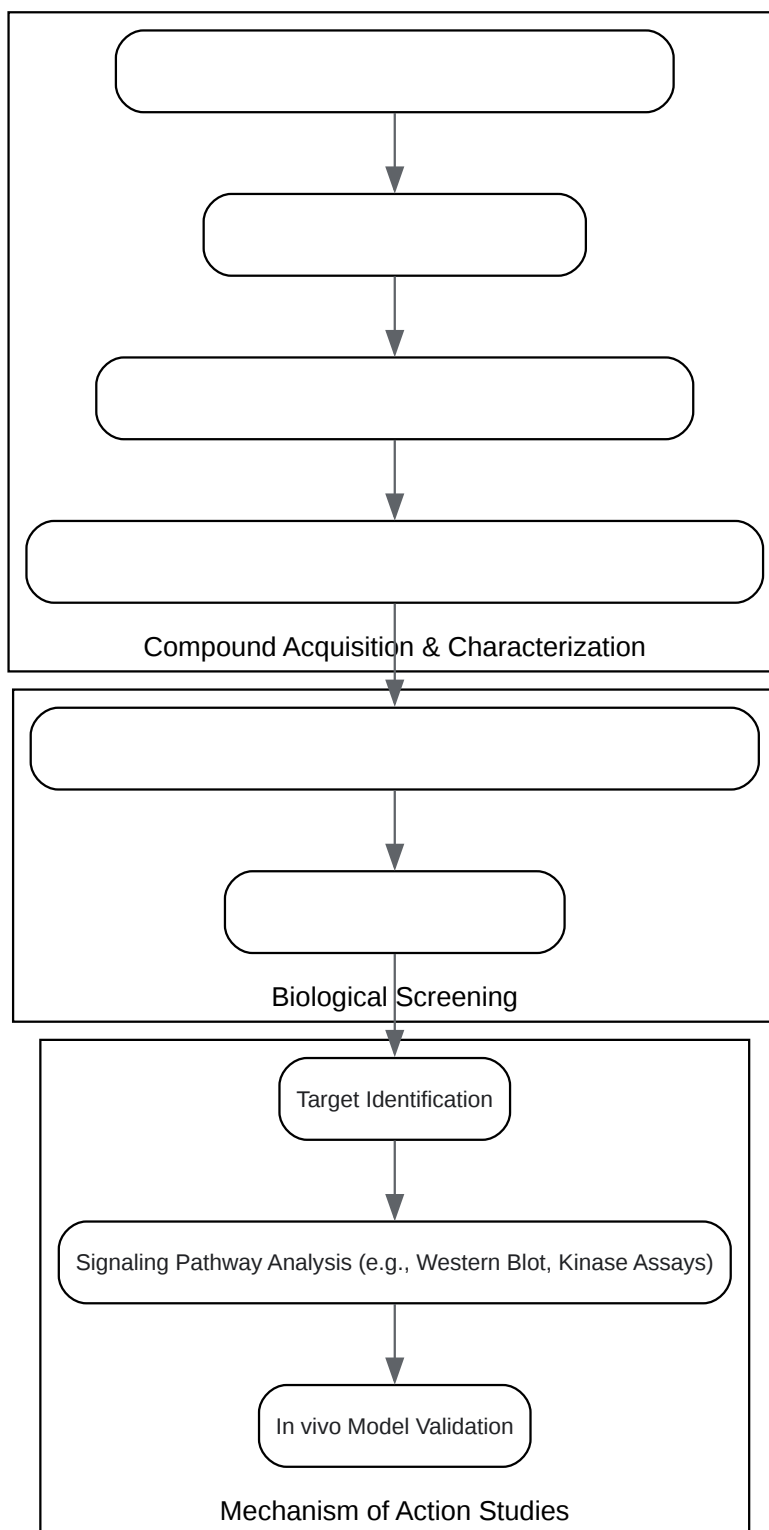 Compound Acquisition & Characterization
Biological Screening
Target Identification
Signaling Pathway Analysis (e.g., Western Blot, Kinase Assays)
In vivo Model Validation
Mechanism of Action Studies